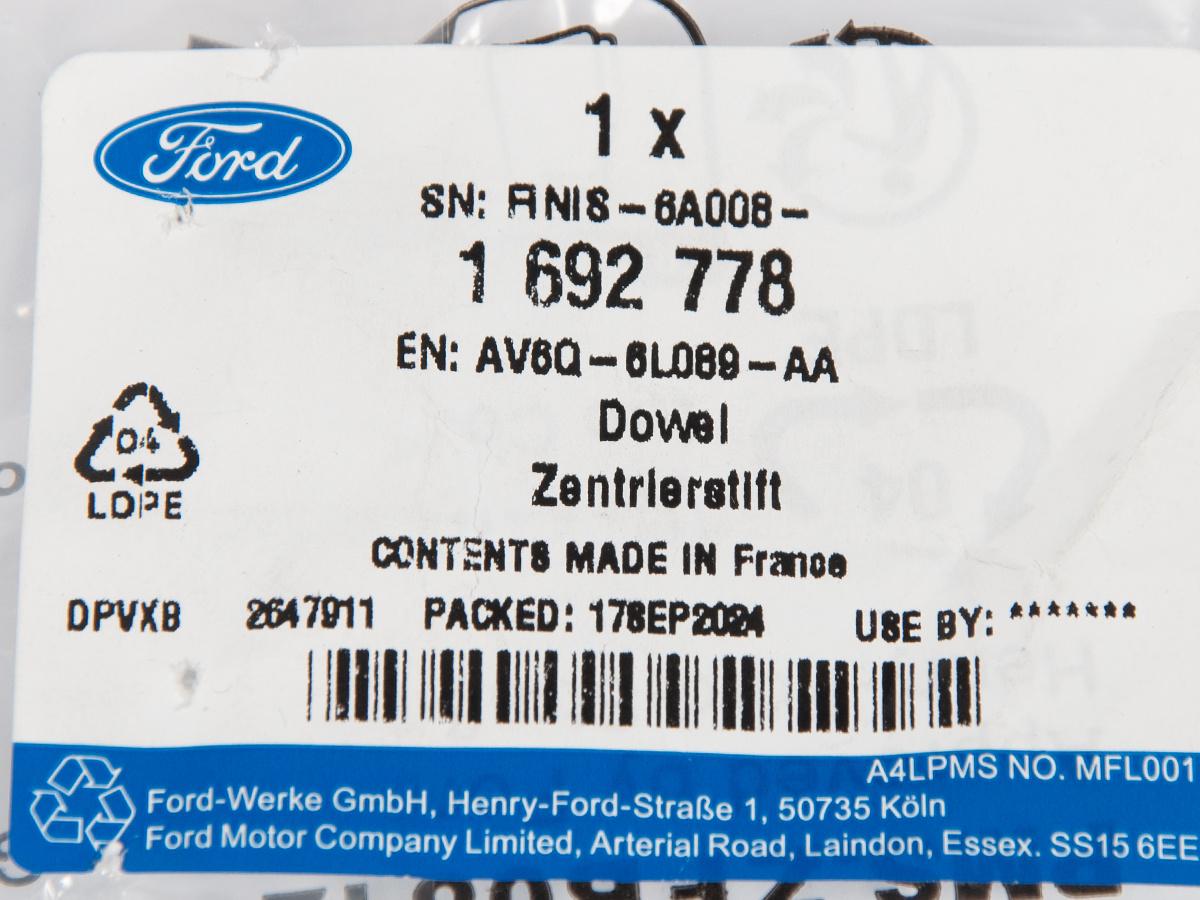 Ford
1 x
SN: FINIS-6A008-
1 692 778
EN: AV6Q-6L069-AA
Dowel
Zentrierstift
04
LDPE
CONTENTS MADE IN France
DPVXB 2647911 PACKED: 17SEP2024 USE BY: *******
A4LPMS NO. MFL001
Ford-Werke GmbH, Henry-Ford-Straße 1, 50735 Köln
Ford Motor Company Limited, Arterial Road, Laindon, Essex. SS15 6EE